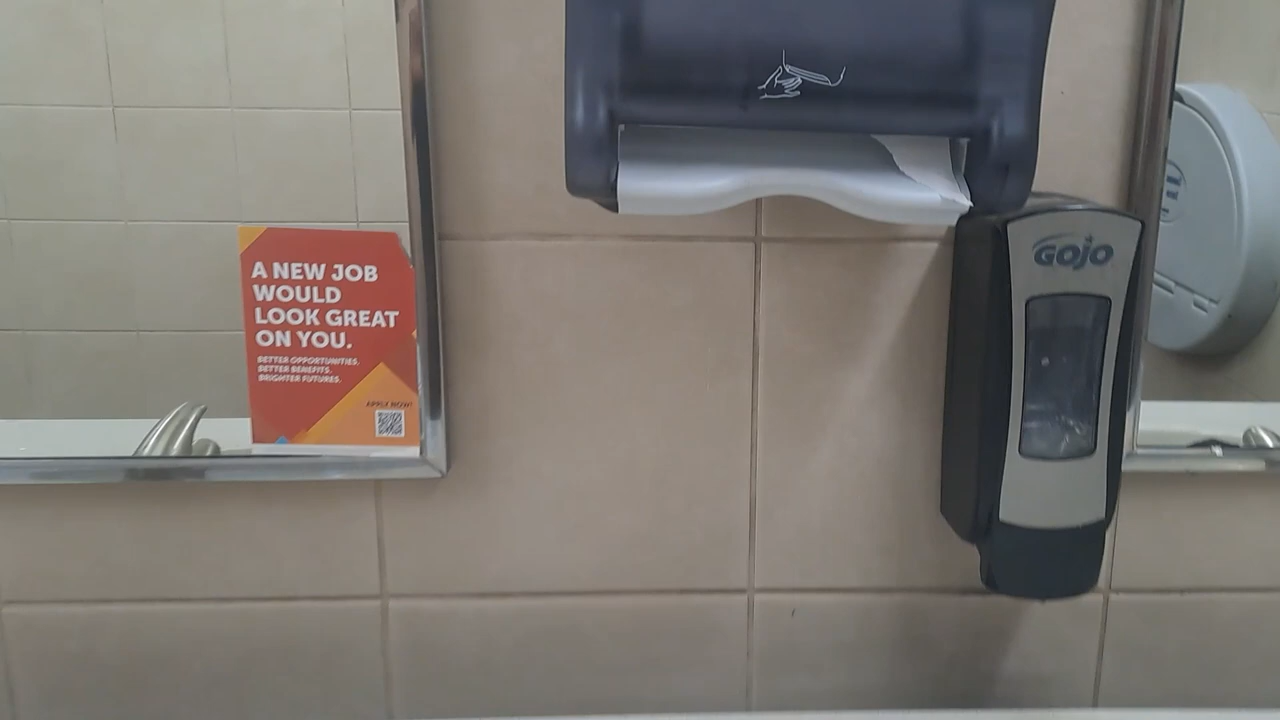 A NEW JOB
WOULD
LOOK GREAT
ON YOU.
BETTER OPPORTUNITIES.
BETTER BENEFITS.
BRIGHTER FUTURES.
APPLY NOW!
GOJO